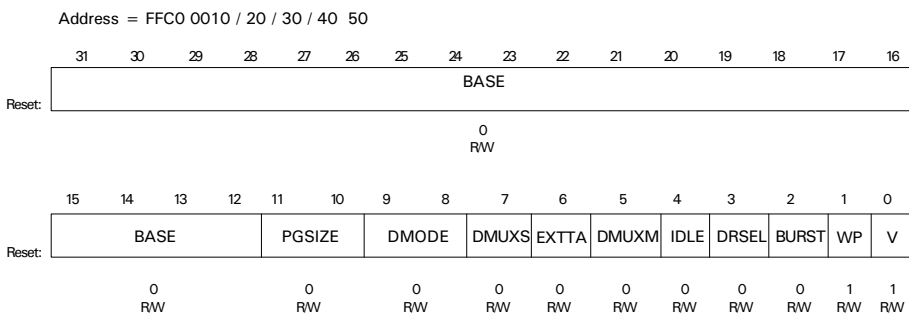 Address = FFC0 0010 / 20 / 30 / 40 50
31 30 29 28 27 26 25 24 23 22 21 20 19 18 17 16
BASE
Reset:
0
R/W
15 14 13 12 11 10 9 8 7 6 5 4 3 2 1 0
BASE PGSIZE DMODE DMUXS EXTTA DMUXM IDLE DRSEL BURST WP V
Reset:
0 0 0 0 0 0 0 0 0 1 1
R/W R/W R/W R/W R/W R/W R/W R/W R/W R/W R/W